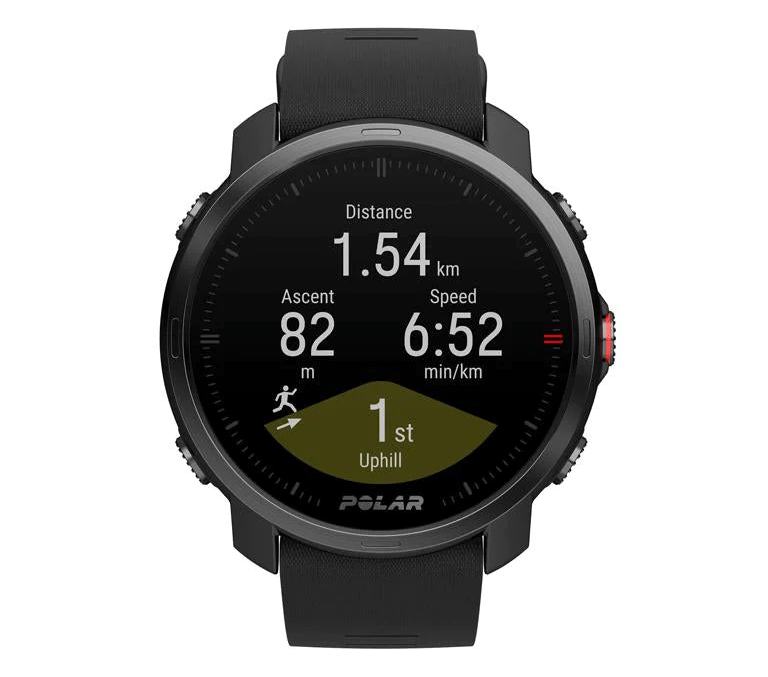 Distance
1.54 km
Ascent Speed
82 6:52
m min/km
1st
Uphill
POLAR